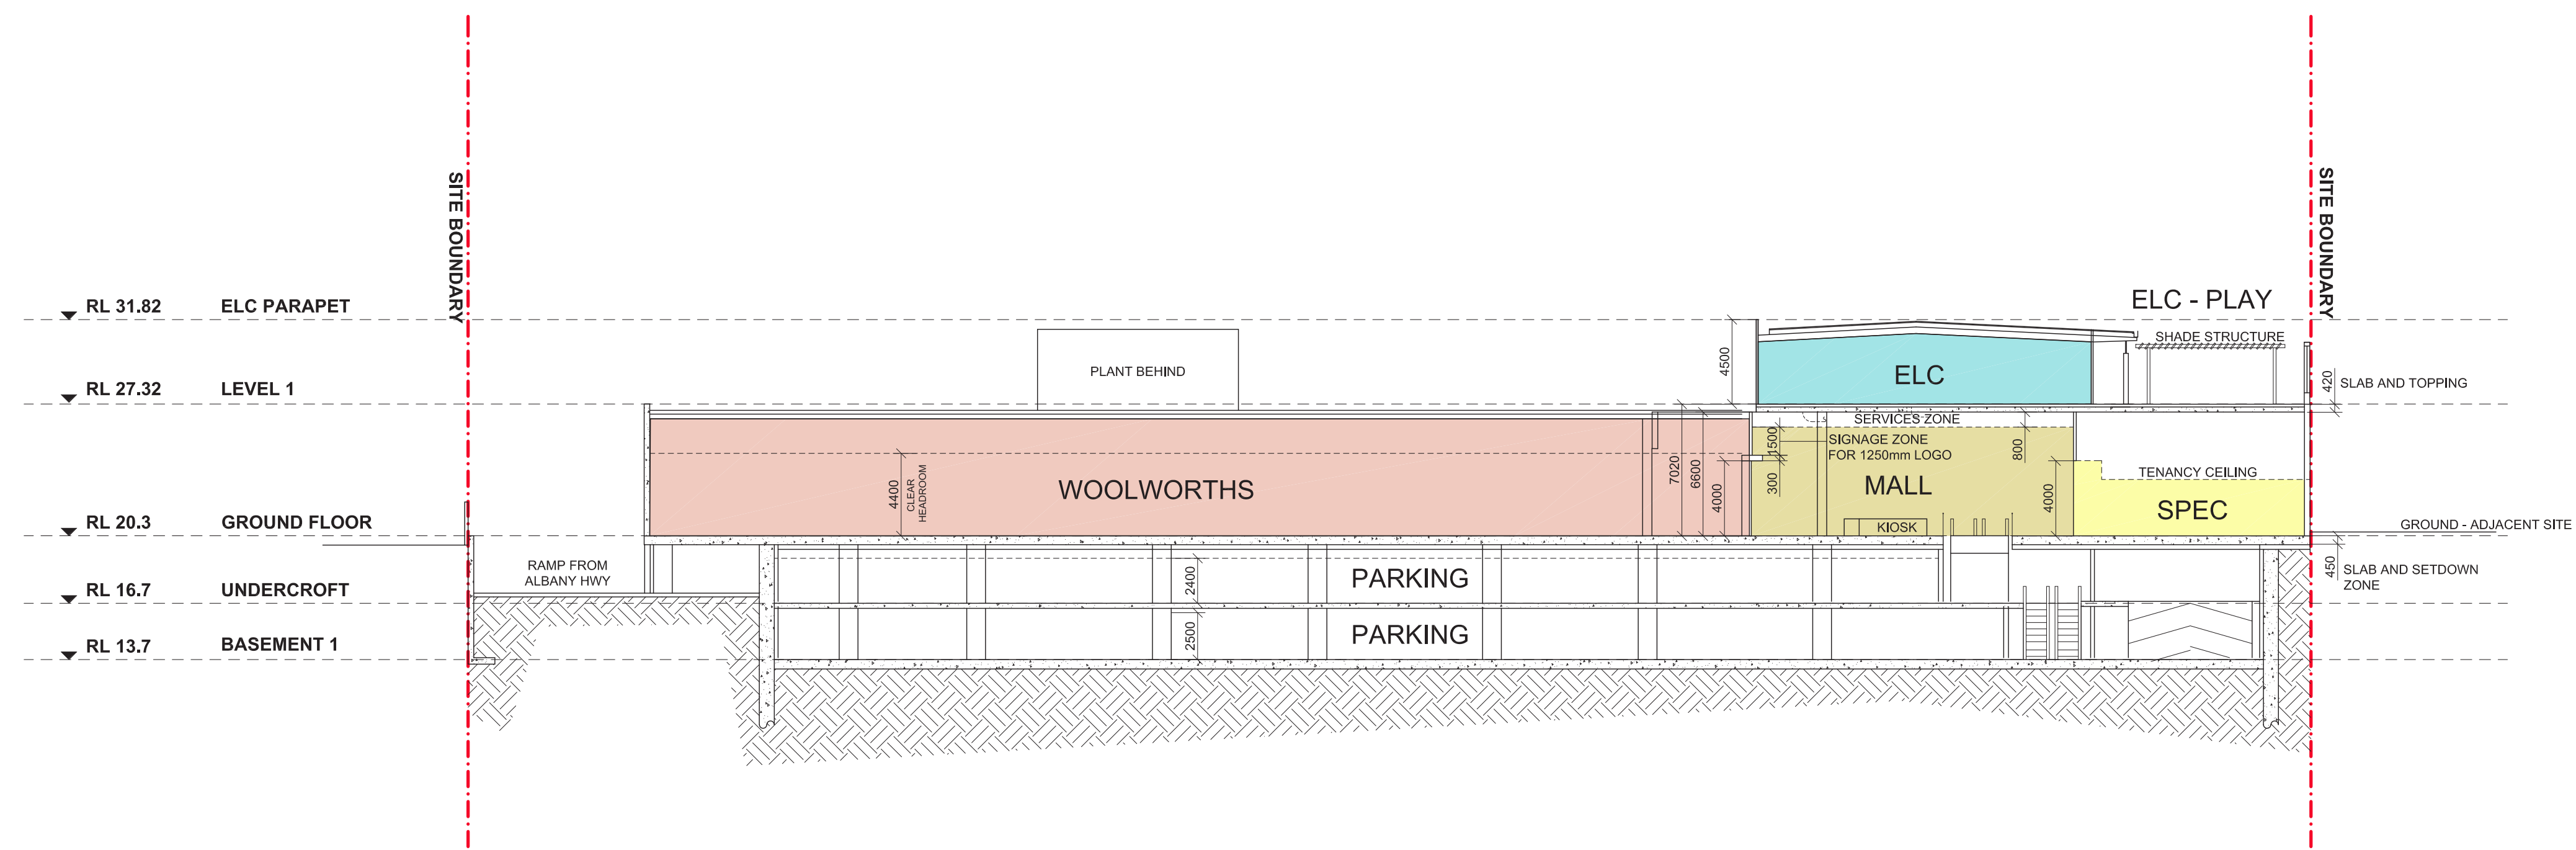 SITE BOUNDARY
SITE BOUNDARY
RL 31.82 ELC PARAPET
ELC - PLAY
SHADE STRUCTURE
PLANT BEHIND
4500
ELC
RL 27.32 LEVEL 1
420 SLAB AND TOPPING
SERVICES ZONE
1500
SIGNAGE ZONE
FOR 1250mm LOGO
800
4400
CLEAR
HEADROOM
WOOLWORTHS
7020
6600
4000
300
MALL
4000
TENANCY CEILING
SPEC
KIOSK
RL 20.3 GROUND FLOOR
GROUND - ADJACENT SITE
RAMP FROM
ALBANY HWY
2400
PARKING
450
SLAB AND SETDOWN
ZONE
RL 16.7 UNDERCROFT
2500
PARKING
RL 13.7 BASEMENT 1